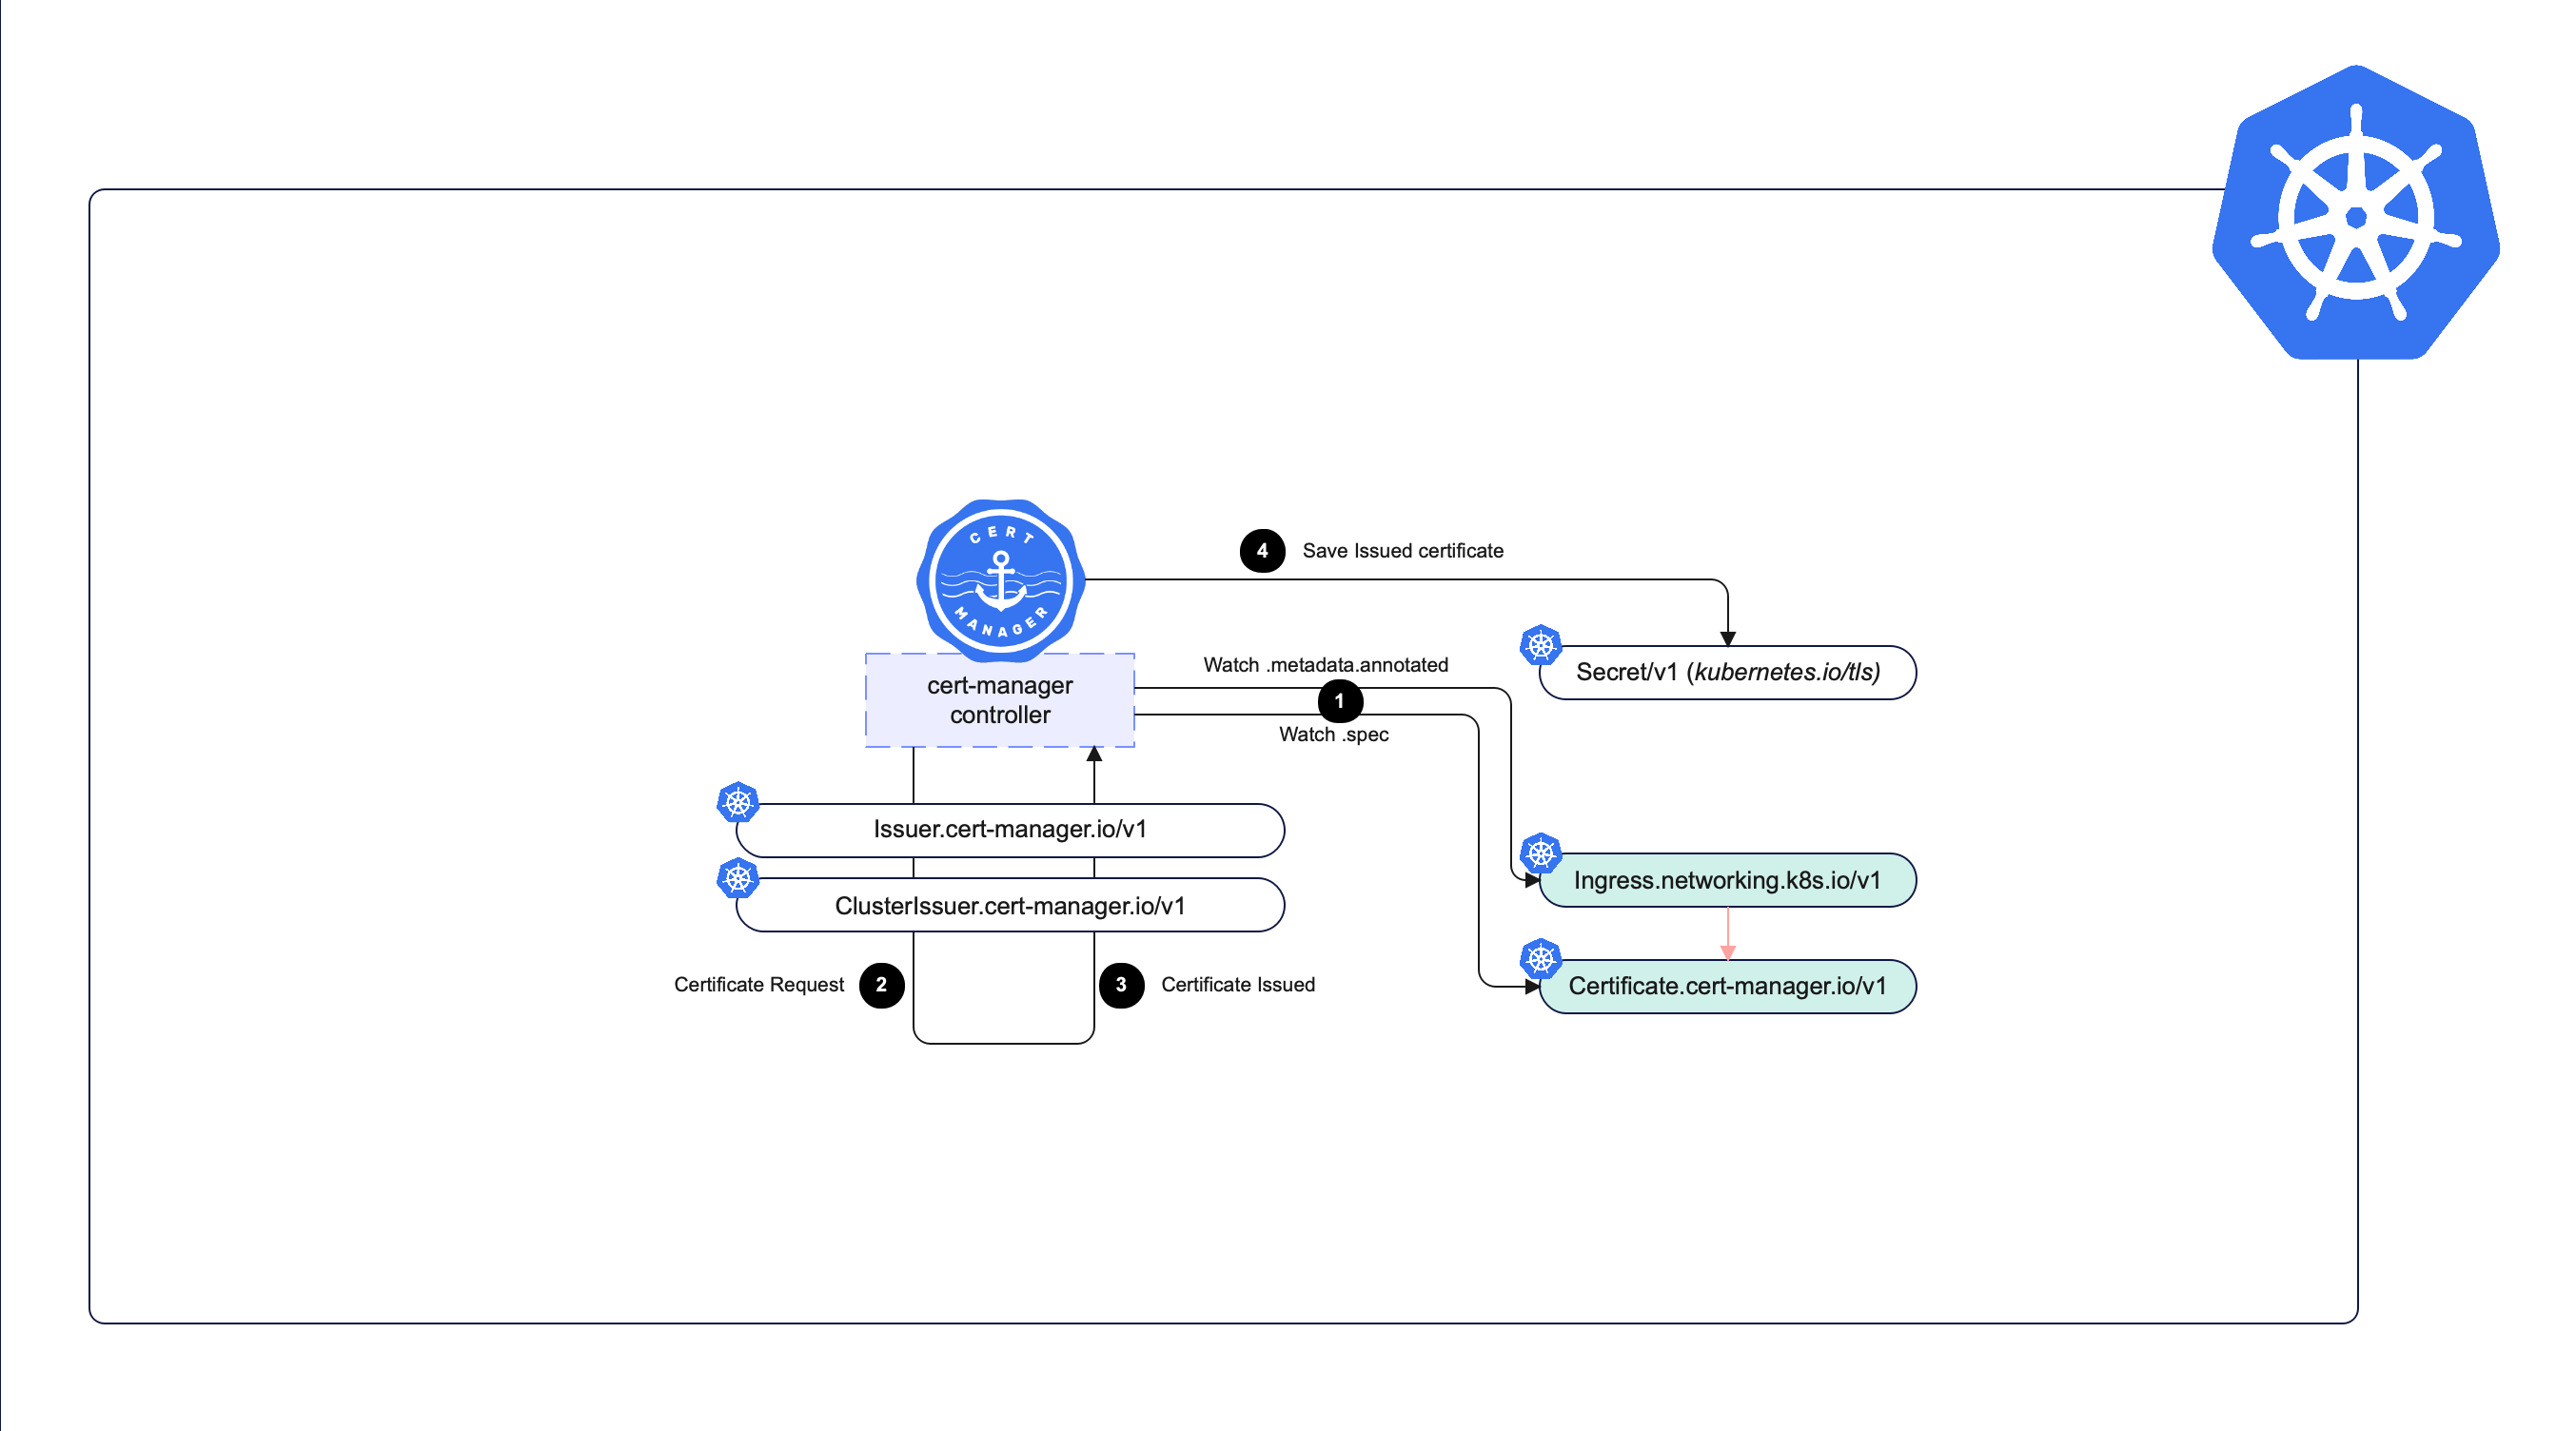 CERT
MANAGER
4 Save Issued certificate
cert-manager
controller
Watch .metadata.annotated
1
Watch .spec
Secret/v1 (kubernetes.io/tls)
Issuer.cert-manager.io/v1
ClusterIssuer.cert-manager.io/v1
Ingress.networking.k8s.io/v1
Certificate Request 2
3 Certificate Issued
Certificate.cert-manager.io/v1